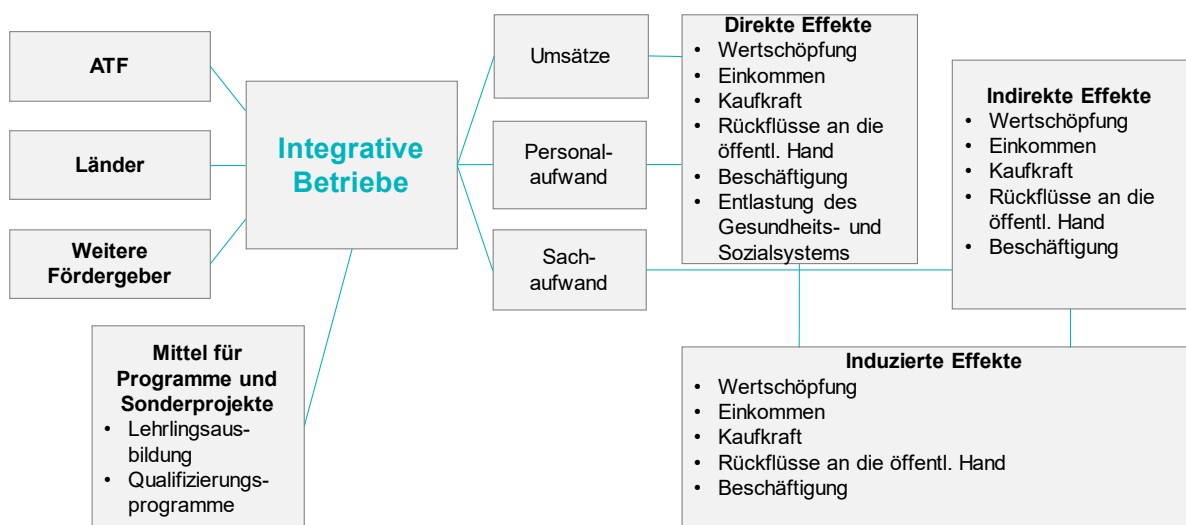 ATF
Länder
Weitere
Fördergeber
Integrative
Betriebe
Mittel für
Programme und
Sonderprojekte
• Lehrlingsaus-
bildung
• Qualifizierungs-
programme
Umsätze
Personal-
aufwand
Sach-
aufwand
Direkte Effekte
• Wertschöpfung
• Einkommen
• Kaufkraft
• Rückflüsse an die
öffentl. Hand
• Beschäftigung
• Entlastung des
Gesundheits- und
Sozialsystems
Indirekte Effekte
• Wertschöpfung
• Einkommen
• Kaufkraft
• Rückflüsse an die
öffentl. Hand
• Beschäftigung
Induzierte Effekte
• Wertschöpfung
• Einkommen
• Kaufkraft
• Rückflüsse an die öffentl. Hand
• Beschäftigung